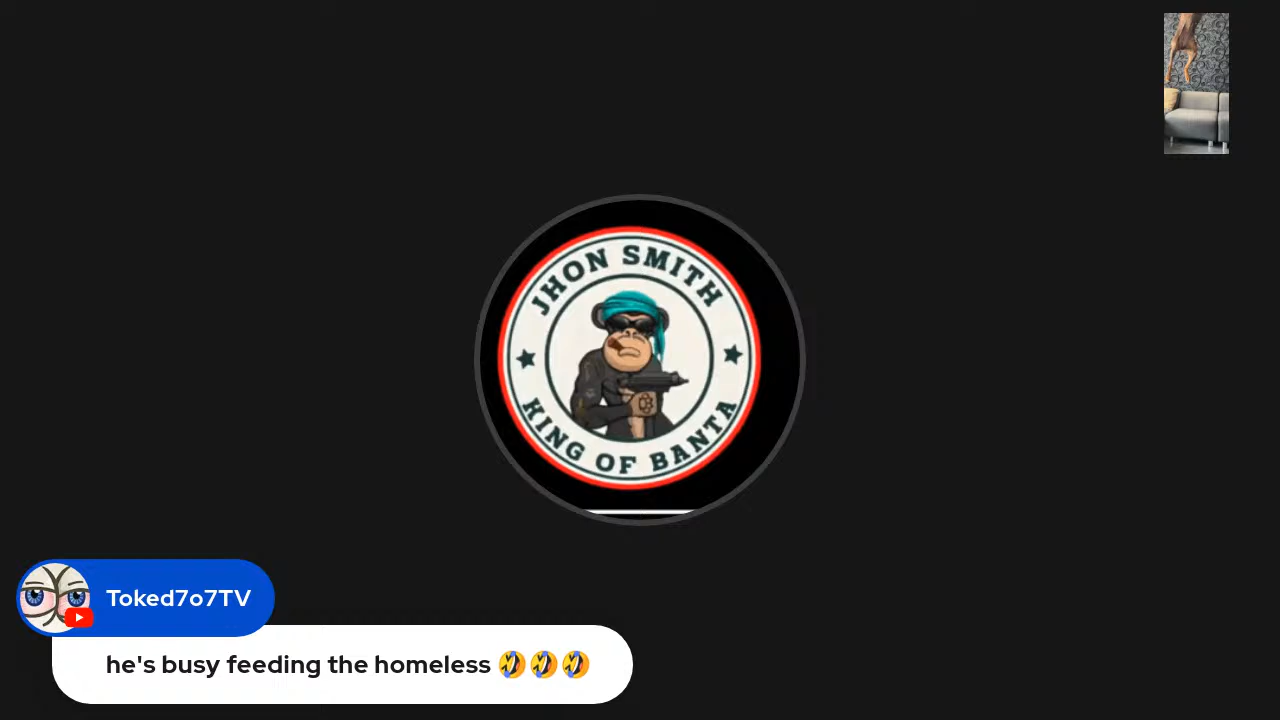 JHON SMITH
KING OF BANTA
Toked7o7TV
he's busy feeding the homeless 🤣🤣🤣